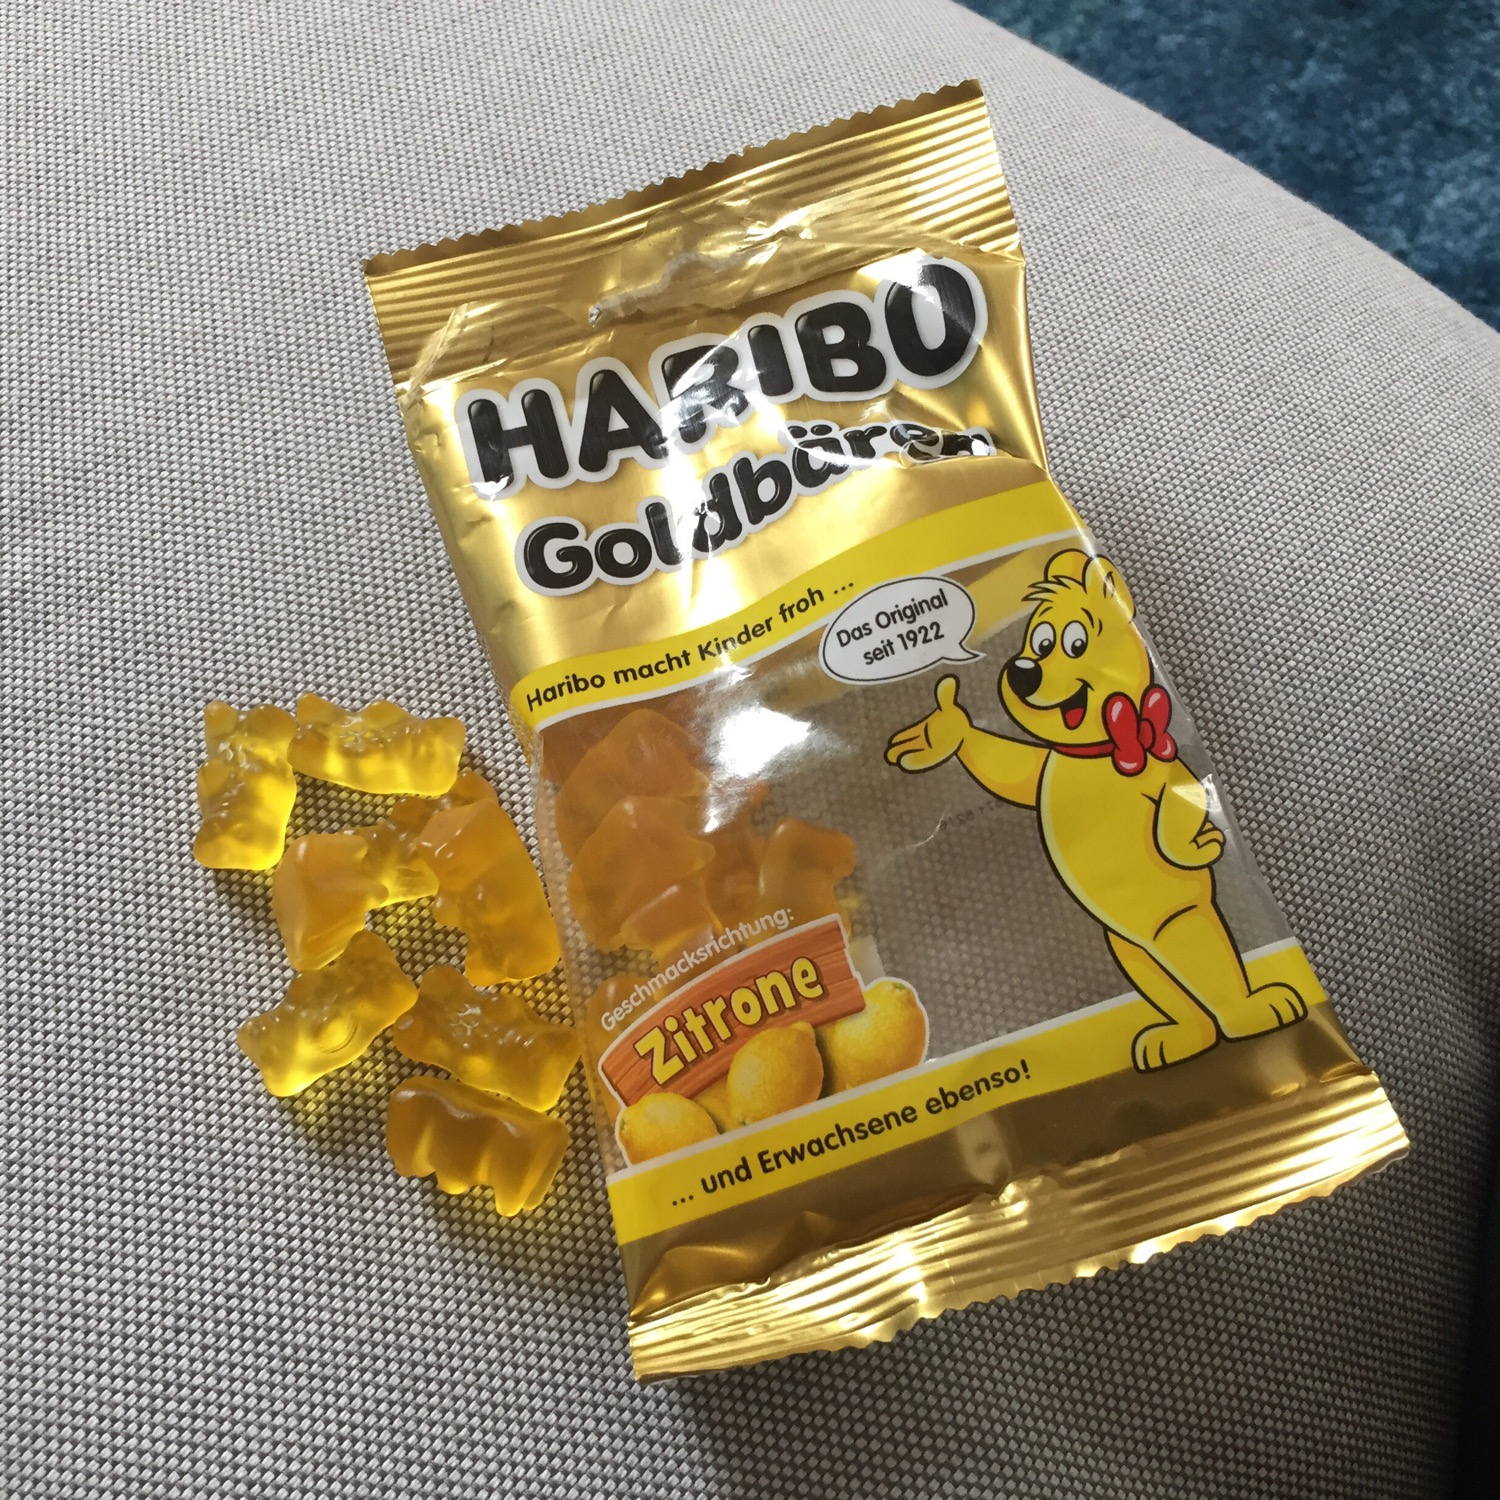 HARIBO
Goldbären
Haribo macht Kinder froh ...
Das Original
seit 1922
Geschmacksrichtung:
Zitrone
... und Erwachsene ebenso!